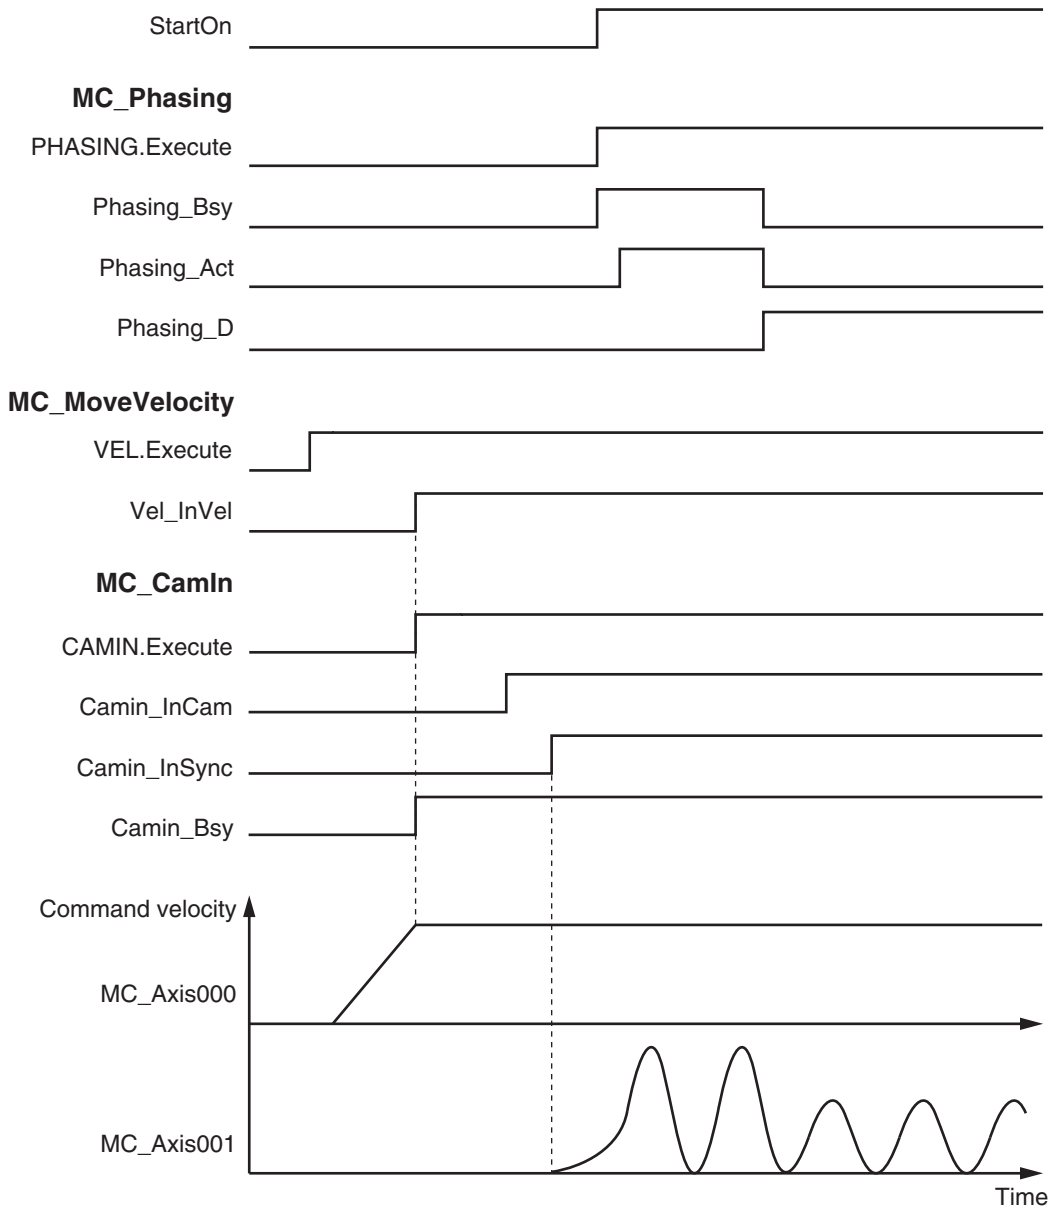 StartOn
MC_Phasing
PHASING.Execute
Phasing_Bsy
Phasing_Act
Phasing_D
MC_MoveVelocity
VEL.Execute
Vel_InVel
MC_CamIn
CAMIN.Execute
Camin_InCam
Camin_InSync
Camin_Bsy
Command velocity
MC_Axis000
MC_Axis001
Time